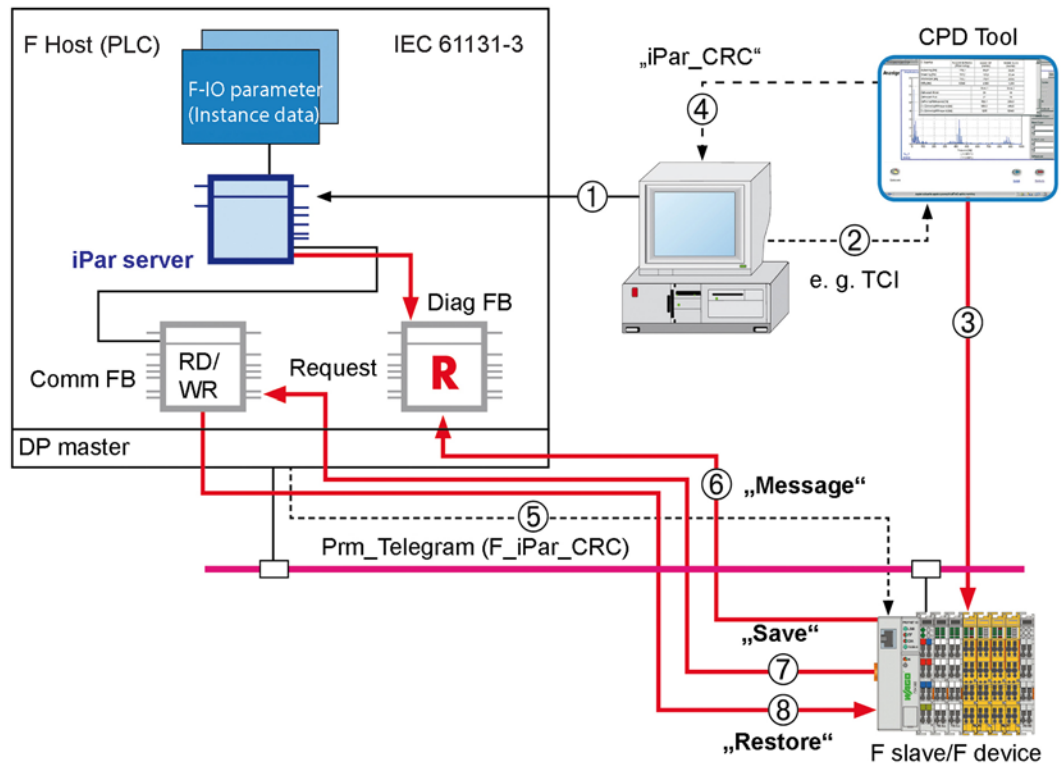 F Host (PLC)
IEC 61131-3
CPD Tool
F-IO parameter
(Instance data)
„iPar_CRC“
4
1
2
e. g. TCI
iPar server
3
Diag FB
Comm FB
RD/
WR
Request
R
DP master
6
„Message“
5
Prm_Telegram (F_iPar_CRC)
„Save“
7
8
„Restore“
WAGO
F slave/F device